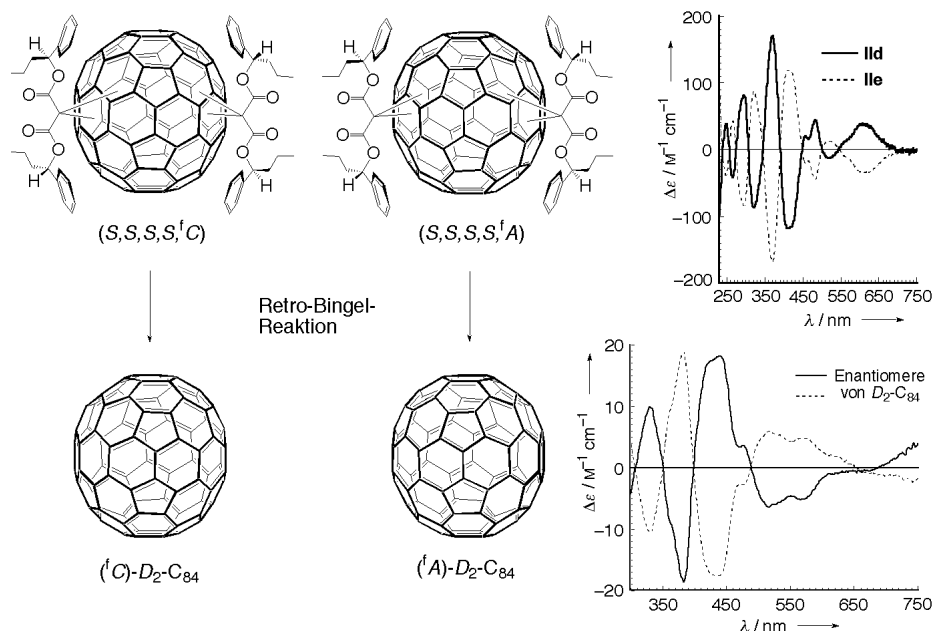 H
H
O
O
O
O
O
O
O
O
H
H
(S,S,S,S,ᶠC)
H
H
O
O
O
O
O
O
O
O
H
H
(S,S,S,S,ᶠA)
Retro-Bingel-
Reaktion
(ᶠC)-D₂-C₈₄
(ᶠA)-D₂-C₈₄
200
100
0
−100
−200
Δε / M⁻¹ cm⁻¹
IId
IIe
250 350 450 550 650 750
λ / nm
20
10
0
−10
−20
Δε / M⁻¹ cm⁻¹
Enantiomere
von D₂-C₈₄
350 450 550 650 750
λ / nm